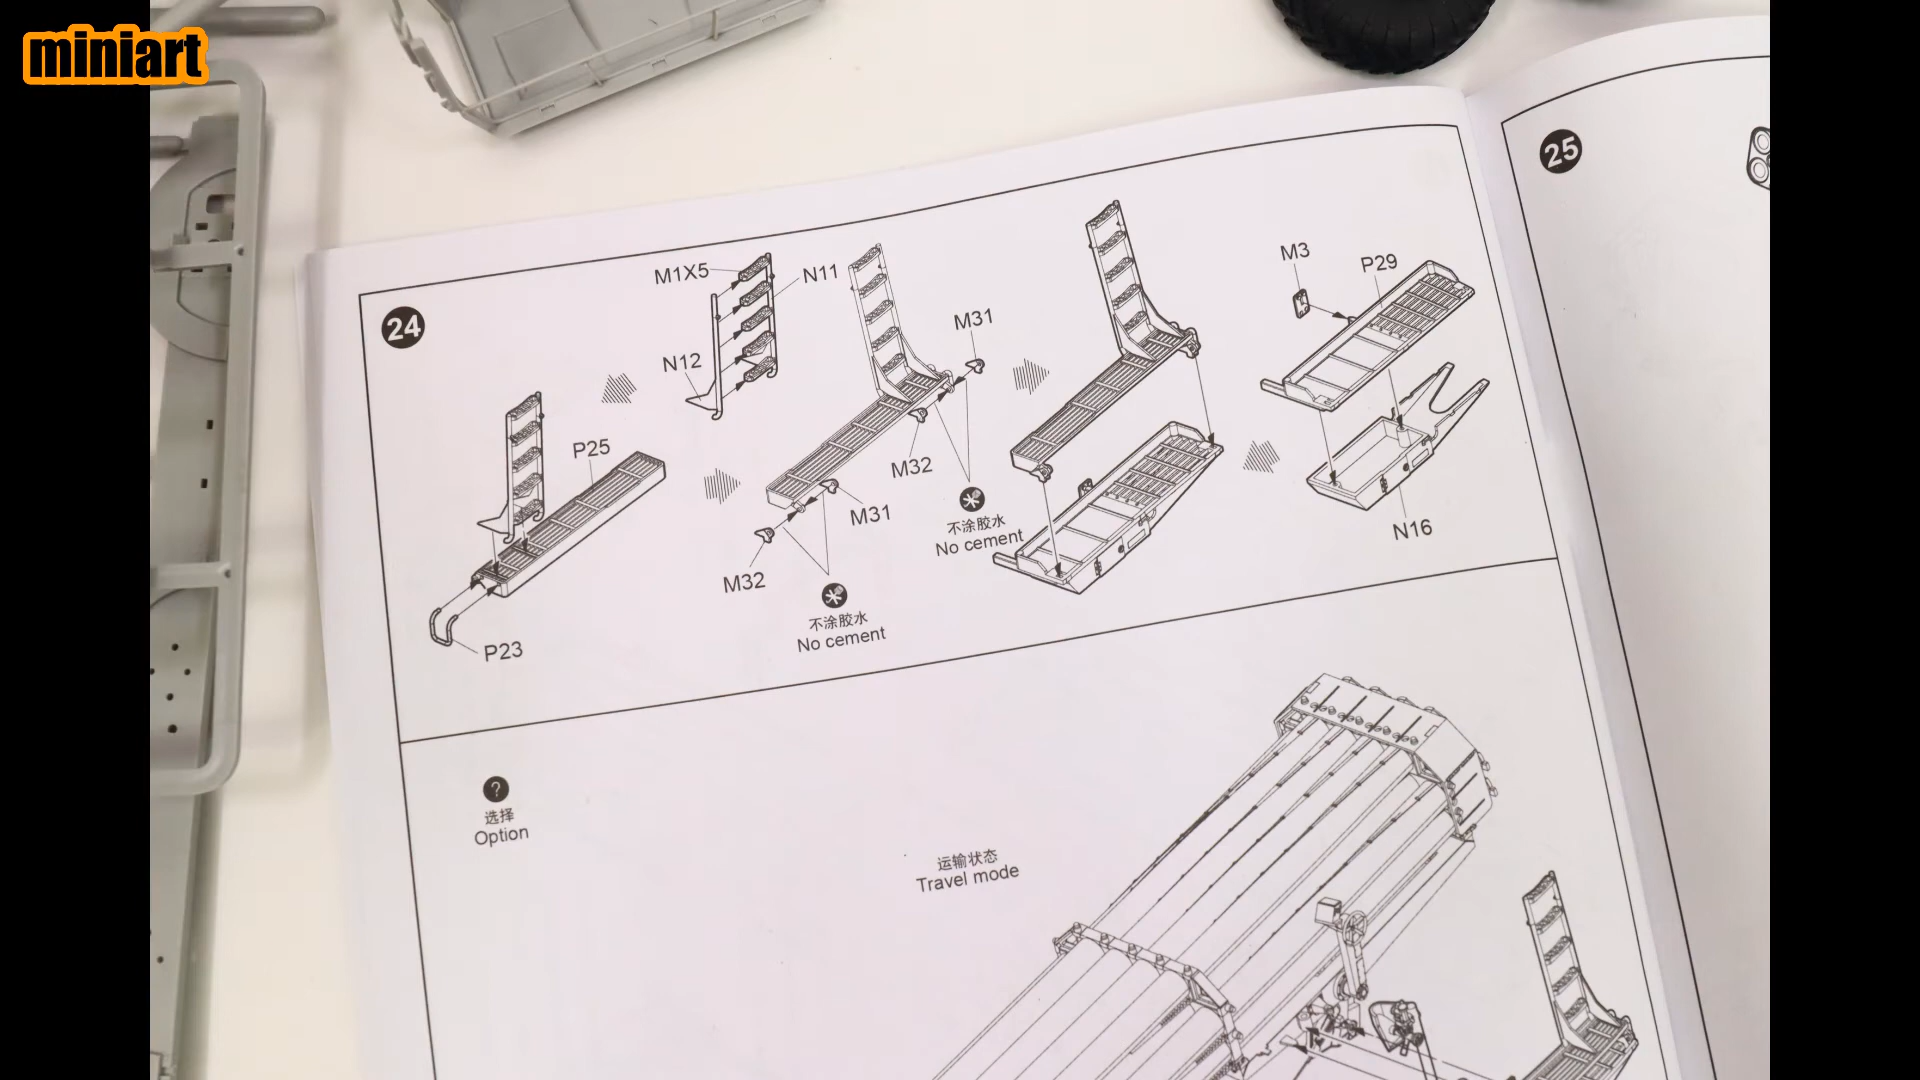 miniart
24
M1X5
N11
N12
M31
M3
P29
P25
M32
M31
M32
不涂胶水
No cement
不涂胶水
No cement
N16
P23
25
?
选择
Option
运输状态
Travel mode